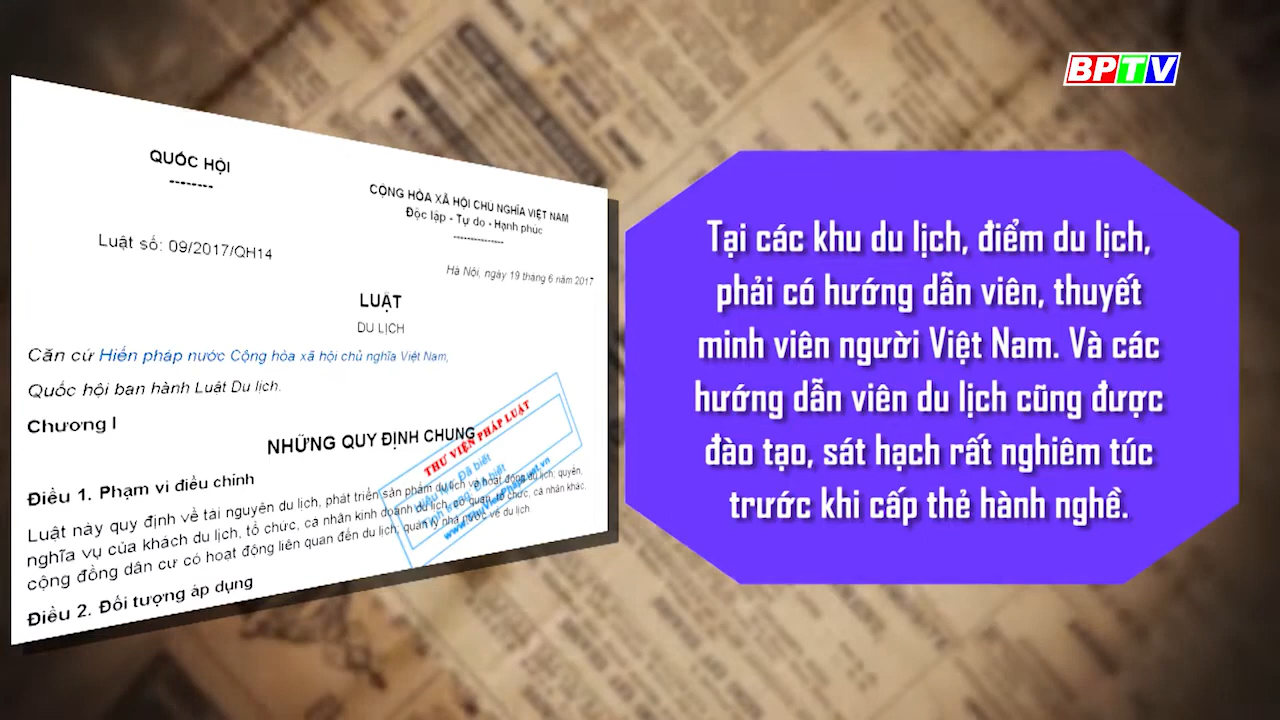 BPTV
QUỐC HỘI
--------
CỘNG HÒA XÃ HỘI CHỦ NGHĨA VIỆT NAM
Độc lập - Tự do - Hạnh phúc
---------------
Luật số: 09/2017/QH14
Hà Nội, ngày 19 tháng 6 năm 2017
LUẬT
DU LỊCH
Căn cứ Hiến pháp nước Cộng hòa xã hội chủ nghĩa Việt Nam;
Quốc hội ban hành Luật Du lịch.
Chương I
NHỮNG QUY ĐỊNH CHUNG
Điều 1. Phạm vi điều chỉnh
Luật này quy định về tài nguyên du lịch, phát triển sản phẩm du lịch và hoạt động du lịch; quyền,
nghĩa vụ của khách du lịch, tổ chức, cá nhân kinh doanh du lịch, cơ quan, tổ chức, cá nhân khác,
cộng đồng dân cư có hoạt động liên quan đến du lịch; quản lý nhà nước về du lịch.
Điều 2. Đối tượng áp dụng
THƯ VIỆN PHÁP LUẬT
Tại các khu du lịch, điểm du lịch,
phải có hướng dẫn viên, thuyết
minh viên người Việt Nam. Và các
hướng dẫn viên du lịch cũng được
đào tạo, sát hạch rất nghiêm túc
trước khi cấp thẻ hành nghề.